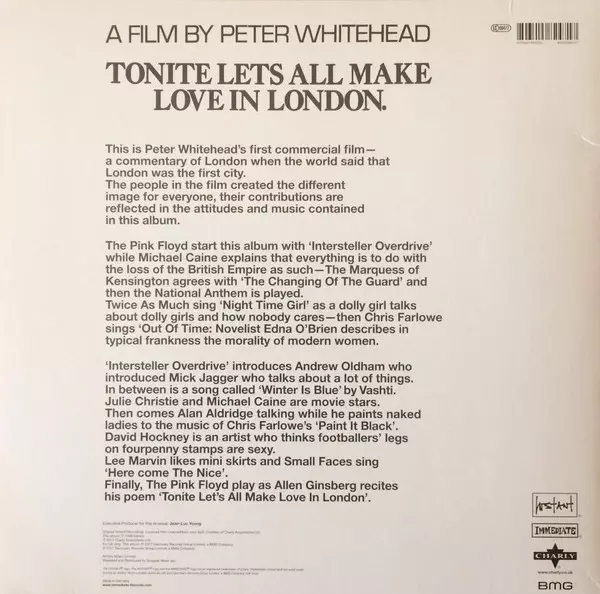 A FILM BY PETER WHITEHEAD
TONITE LETS ALL MAKE
LOVE IN LONDON.
This is Peter Whitehead's first commercial film—
a commentary of London when the world said that
London was the first city.
The people in the film created the different
image for everyone, their contributions are
reflected in the attitudes and music contained
in this album.
The Pink Floyd start this album with 'Intersteller Overdrive'
while Michael Caine explains that everything is to do with
the loss of the British Empire as such—The Marquess of
Kensington agrees with 'The Changing Of The Guard' and
then the National Anthem is played.
Twice As Much sing 'Night Time Girl' as a dolly girl talks
about dolly girls and how nobody cares—then Chris Farlowe
sings 'Out Of Time: Novelist Edna O'Brien describes in
typical frankness the morality of modern women.
'Intersteller Overdrive' introduces Andrew Oldham who
introduced Mick Jagger who talks about a lot of things.
In between is a song called 'Winter Is Blue' by Vashti.
Julie Christie and Michael Caine are movie stars.
Then comes Alan Aldridge talking while he paints naked
ladies to the music of Chris Farlowe's 'Paint It Black'.
David Hockney is an artist who thinks footballers' legs
on fourpenny stamps are sexy.
Lee Marvin likes mini skirts and Small Faces sing
'Here come The Nice'.
Finally, The Pink Floyd play as Allen Ginsberg recites
his poem 'Tonite Let's All Make Love In London'.
INSTANT
IMMEDIATE
CHARLY
www.charly.co.uk
BMG
Made in Germany